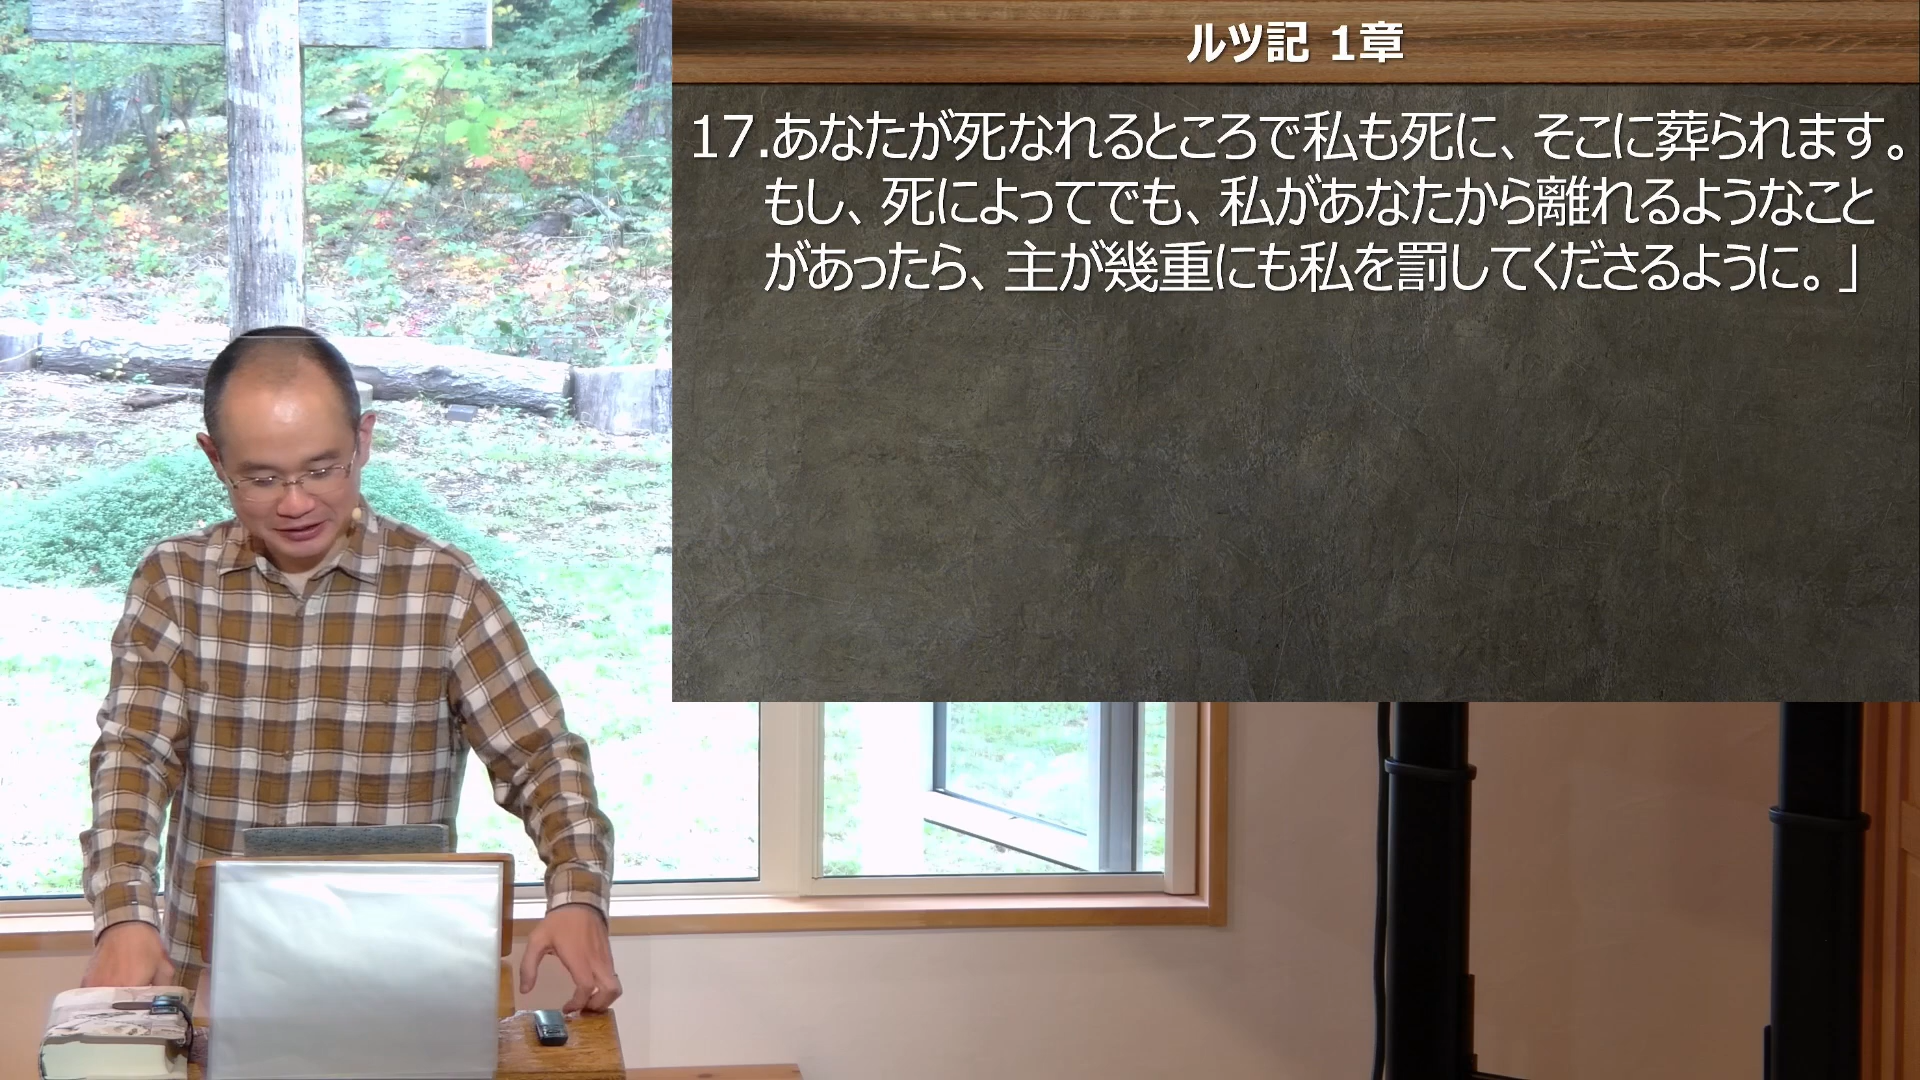 ルツ記 1章
17.あなたが死なれるところで私も死に、そこに葬られます。
もし、死によってでも、私があなたから離れるようなこと
があったら、主が幾重にも私を罰してくださるように。」